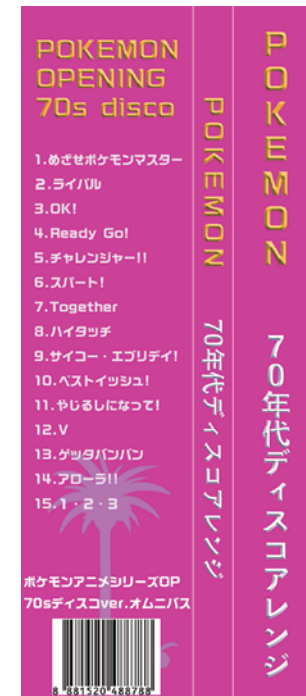 POKEMON
OPENING
70s disco
1.めざせポケモンマスター
2.ライバル
3.OK!
4.Ready Go!
5.チャレンジャー!!
6.スパート!
7.Together
8.ハイタッチ
9.サイコー・エブリデイ!
10.ベストイッシュ!
11.やじるしになって!
12.V
13.ゲッタバンバン
14.アローラ!!
15.1・2・3
ポケモンアニメシリーズOP
70sディスコver.オムニバス
8 881520 488786
POKEMON 70年代ディスコアレンジ
POKEMON 70年代ディスコアレンジ